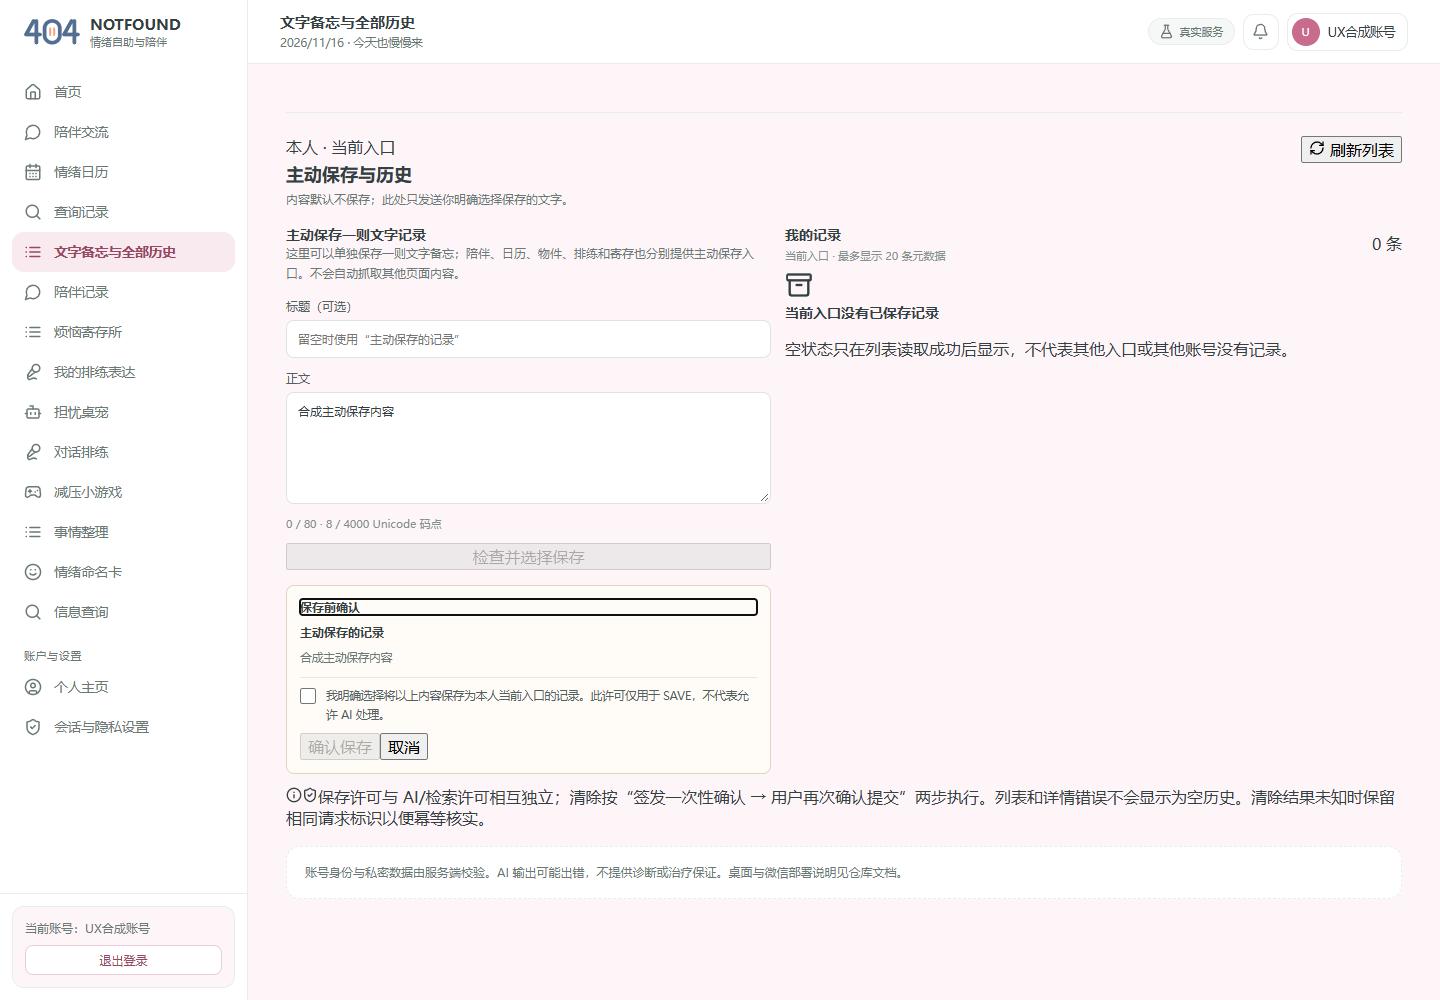 404 NOTFOUND
情绪自助与陪伴
首页
陪伴交流
情绪日历
查询记录
文字备忘与全部历史
陪伴记录
烦恼寄存所
我的排练表达
担忧桌宠
对话排练
减压小游戏
事情整理
情绪命名卡
信息查询
账户与设置
个人主页
会话与隐私设置
当前账号：UX合成账号
退出登录
文字备忘与全部历史
2026/11/16 · 今天也慢慢来
真实服务
U UX合成账号
本人 · 当前入口
主动保存与历史
内容默认不保存；此处只发送你明确选择保存的文字。
刷新列表
主动保存一则文字记录
这里可以单独保存一则文字备忘；陪伴、日历、物件、排练和寄存也分别提供主动保存入
口。不会自动抓取其他页面内容。
标题（可选）
留空时使用“主动保存的记录”
正文
合成主动保存内容
0 / 80 · 8 / 4000 Unicode 码点
检查并选择保存
保存前确认
主动保存的记录
合成主动保存内容
我明确选择将以上内容保存为本人当前入口的记录。此许可仅用于 SAVE，不代表允
许 AI 处理。
确认保存 取消
我的记录
当前入口 · 最多显示 20 条元数据
0 条
当前入口没有已保存记录
空状态只在列表读取成功后显示，不代表其他入口或其他账号没有记录。
保存许可与 AI/检索许可相互独立；清除按“签发一次性确认 → 用户再次确认提交”两步执行。列表和详情错误不会显示为空历史。清除结果未知时保留
相同请求标识以便幂等核实。
账号身份与私密数据由服务端校验。AI 输出可能出错，不提供诊断或治疗保证。桌面与微信部署说明见仓库文档。